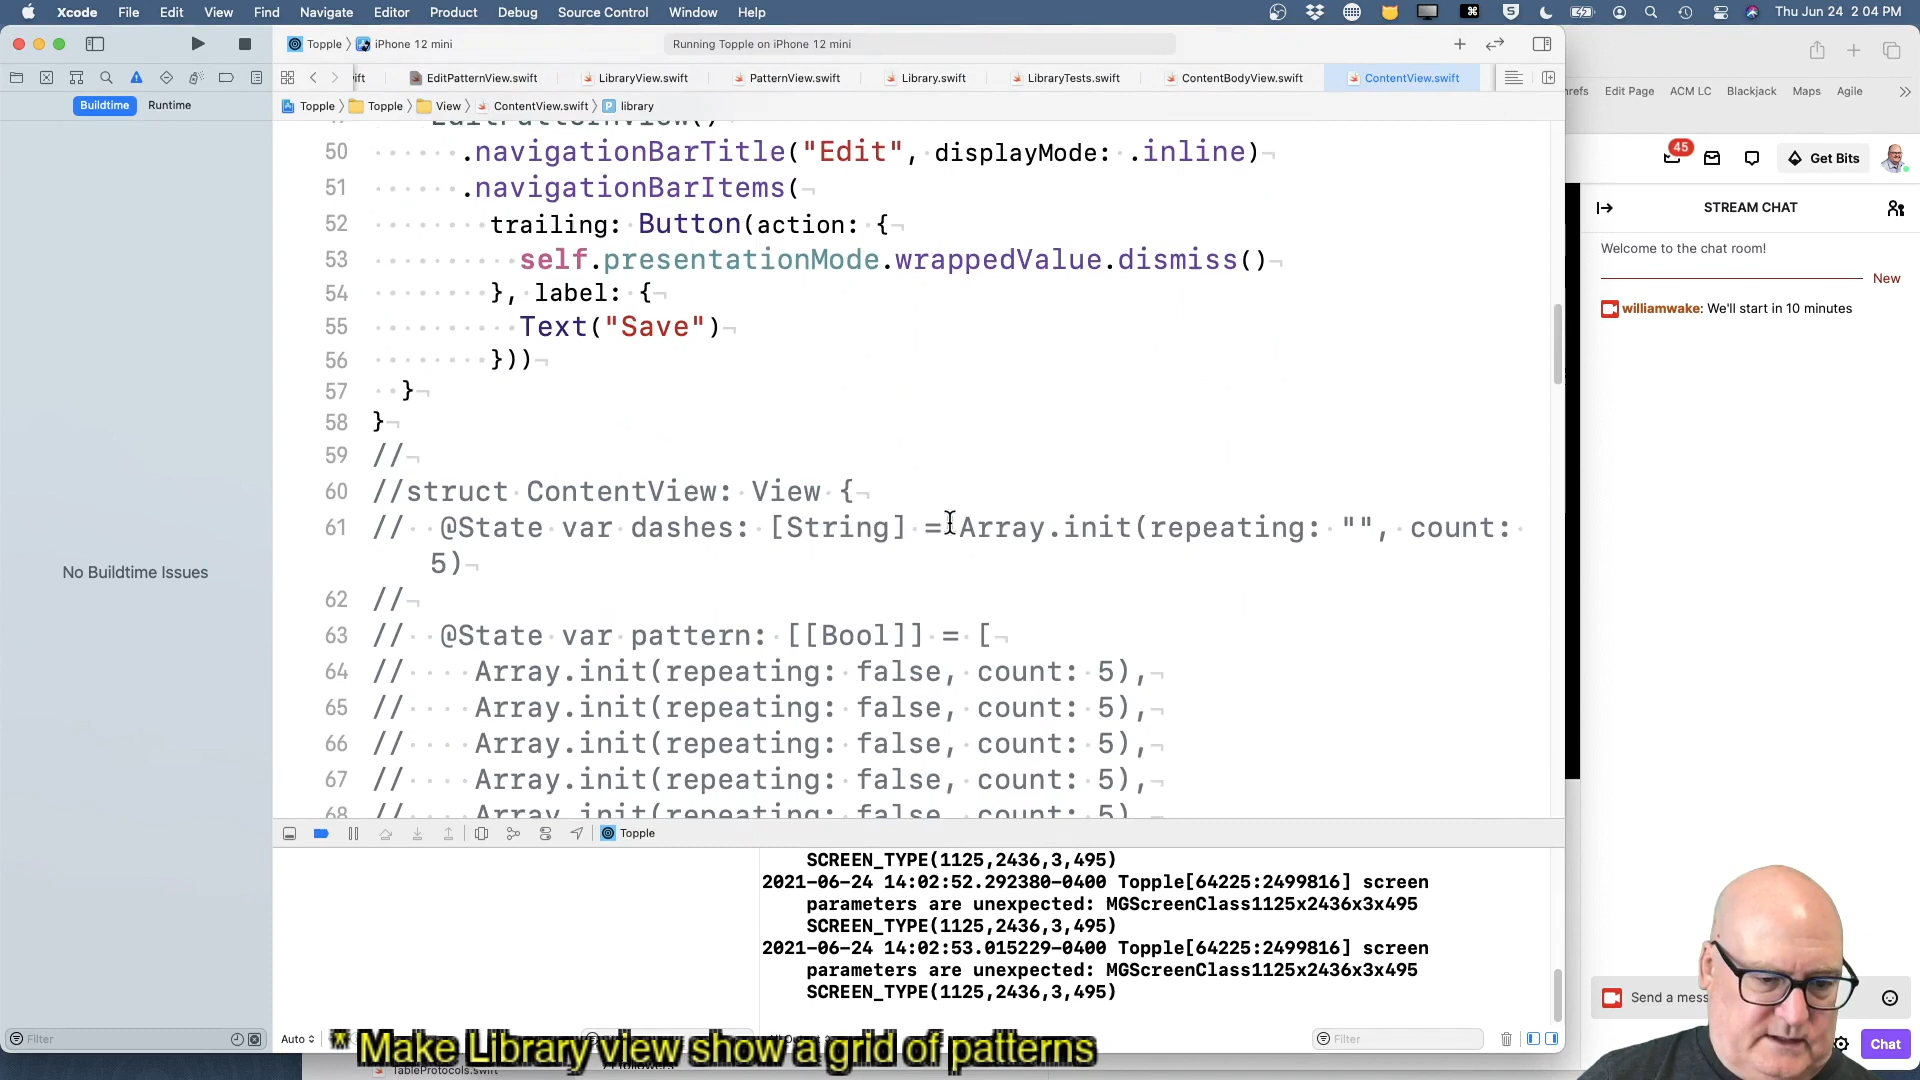 Xcode File Edit View Find Navigate Editor Product Debug Source Control Window Help
Thu Jun 24 2:04 PM
Topple
iPhone 12 mini
Running Topple on iPhone 12 mini
EditPatternView.swift LibraryView.swift PatternView.swift Library.swift LibraryTests.swift ContentBodyView.swift ContentView.swift
Edit Page ACM LC Blackjack Maps Agile
Buildtime Runtime
Topple Topple View ContentView.swift library
No Buildtime Issues
50 .navigationBarTitle("Edit", displayMode: .inline)
51 .navigationBarItems(
52 trailing: Button(action: {
53 self.presentationMode.wrappedValue.dismiss()
54 }, label: {
55 Text("Save")
56 }))
57 }
58 }
59 //
60 //struct ContentView: View {
61 // @State var dashes: [String] = Array.init(repeating: "", count:
5)
62 //
63 // @State var pattern: [[Bool]] = [
64 // Array.init(repeating: false, count: 5),
65 // Array.init(repeating: false, count: 5),
66 // Array.init(repeating: false, count: 5),
67 // Array.init(repeating: false, count: 5),
68 // Array.init(repeating: false, count: 5)
Topple
SCREEN_TYPE(1125,2436,3,495)
2021-06-24 14:02:52.292380-0400 Topple[64225:2499816] screen
parameters are unexpected: MGScreenClass1125x2436x3x495
SCREEN_TYPE(1125,2436,3,495)
2021-06-24 14:02:53.015229-0400 Topple[64225:2499816] screen
parameters are unexpected: MGScreenClass1125x2436x3x495
SCREEN_TYPE(1125,2436,3,495)
Filter
Auto
Filter
* Make Library view show a grid of patterns
TableProtocols.swift
45
Get Bits
STREAM CHAT
Welcome to the chat room!
New
williamwake: We'll start in 10 minutes
Send a mess
Chat